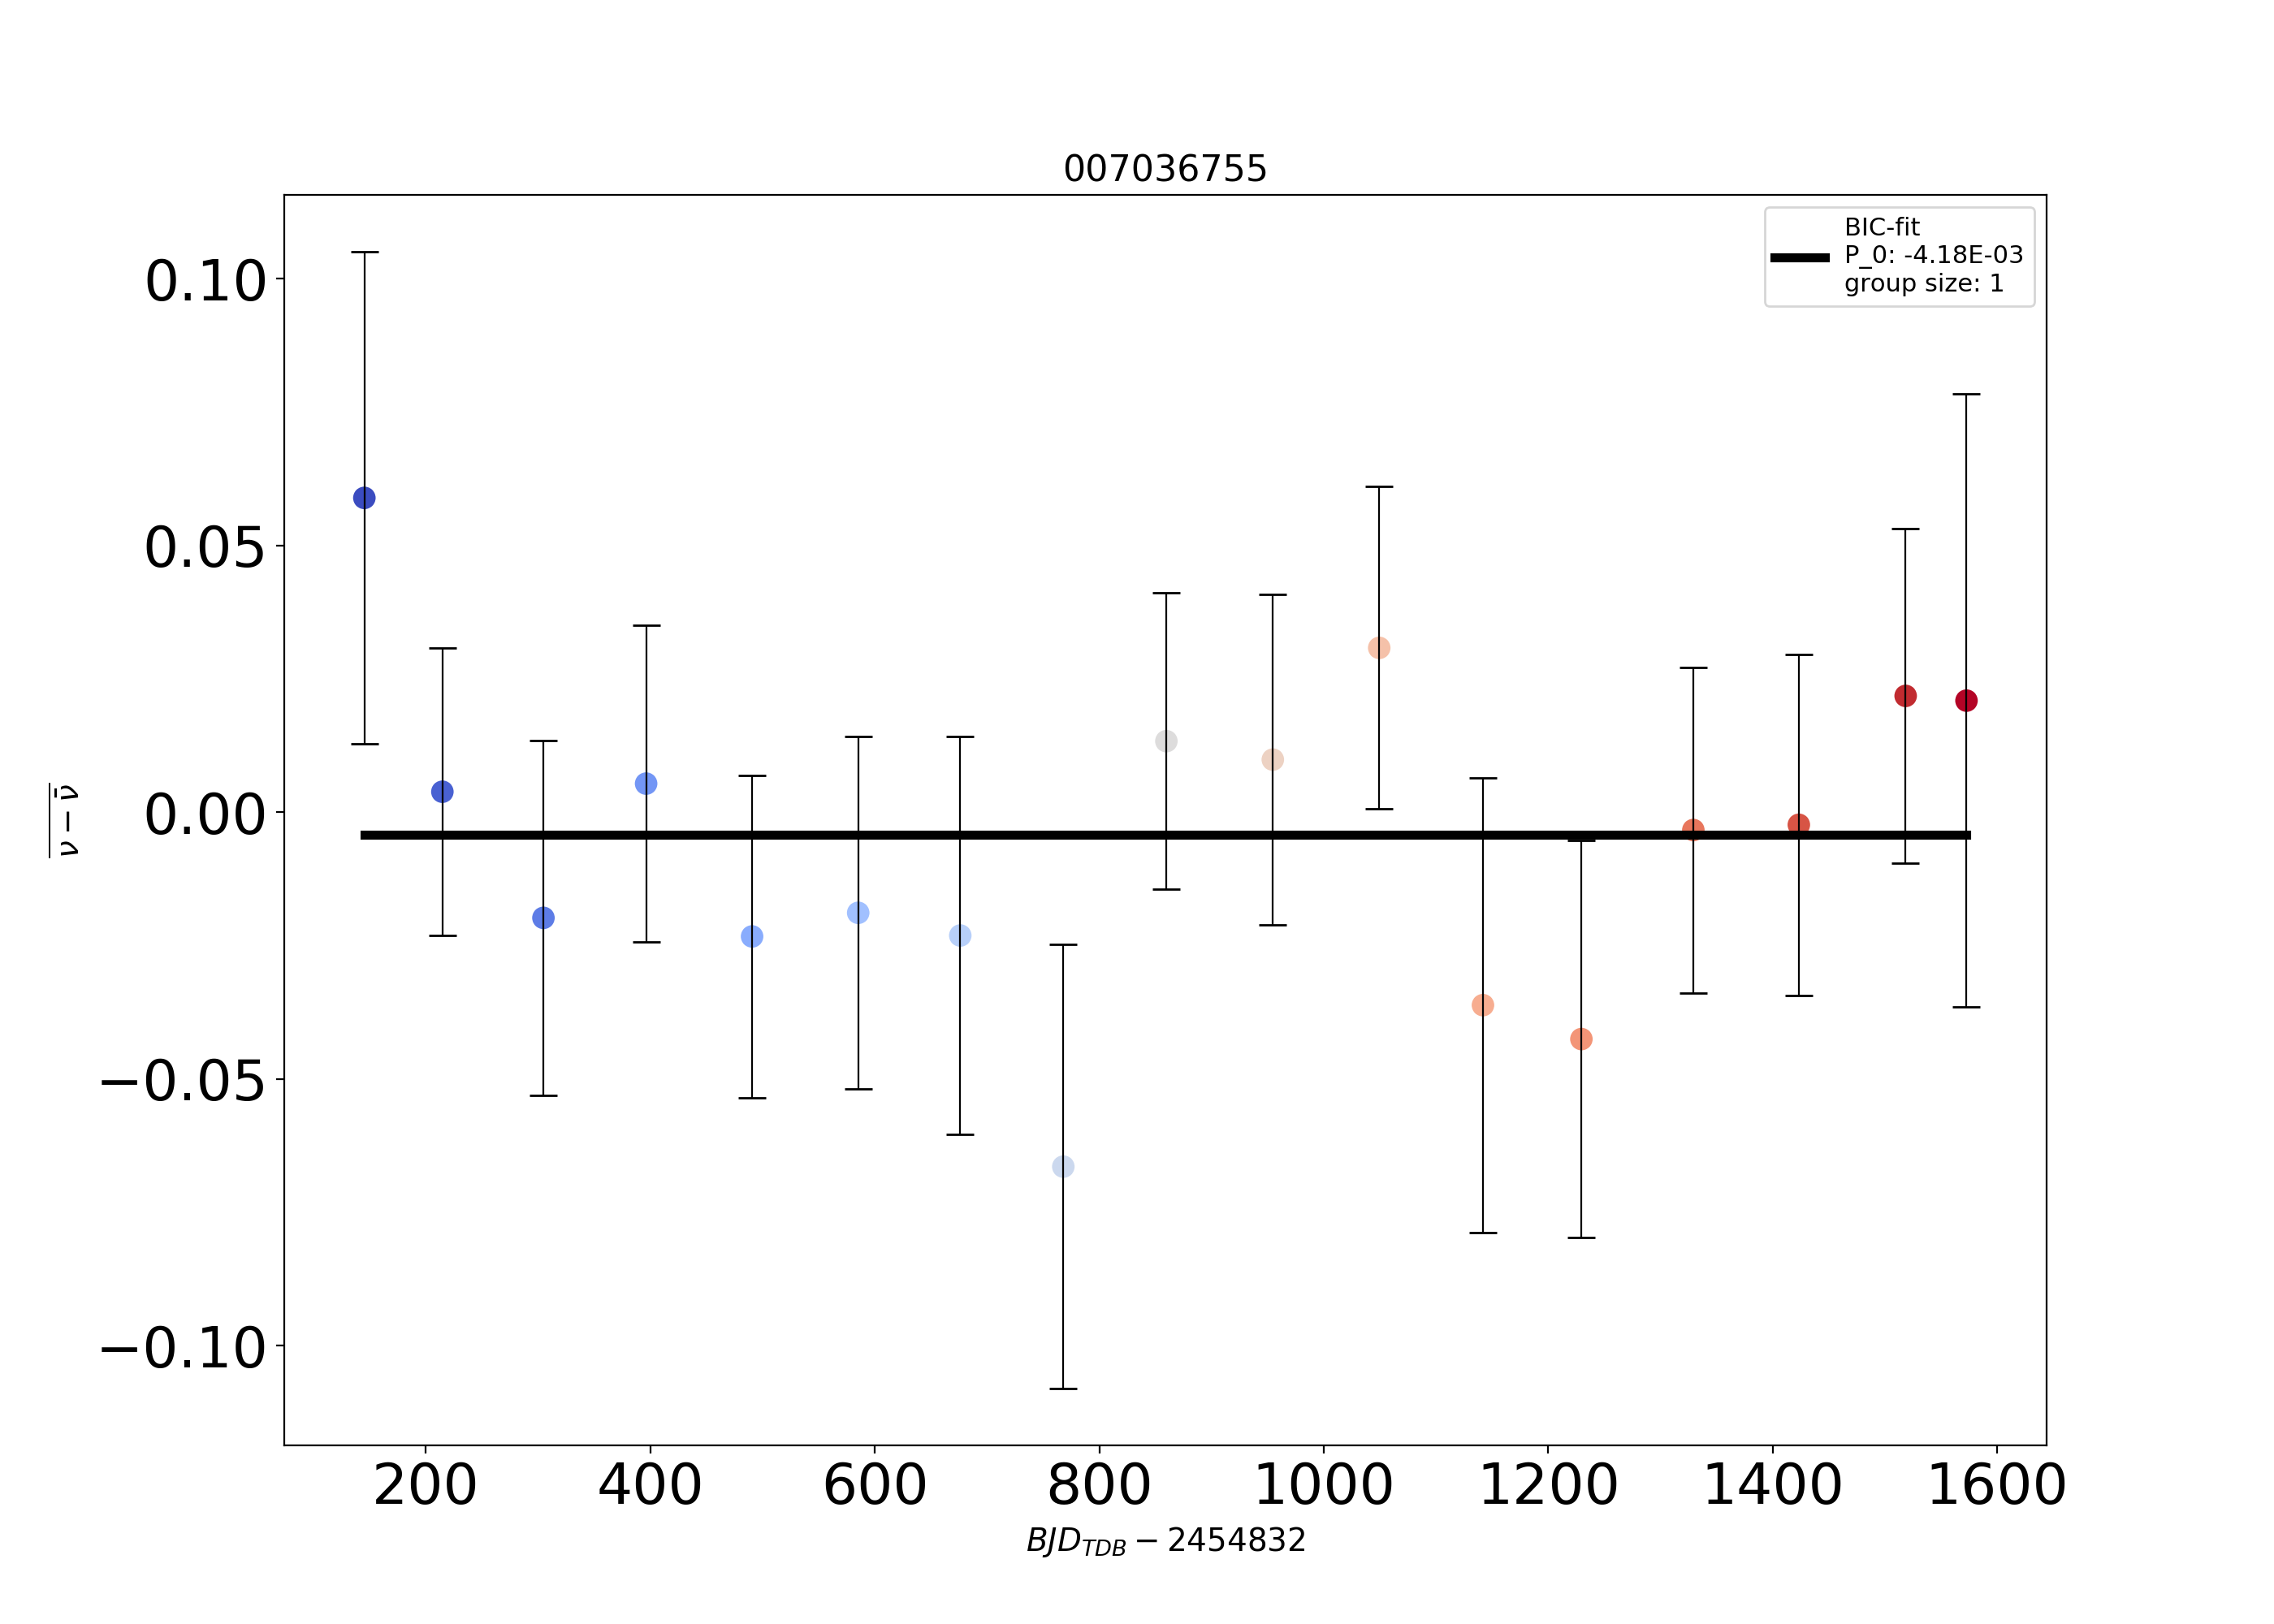 007036755
BIC-fit
P_0: -4.18E-03
group size: 1
0.10
0.05
0.00
−0.05
−0.10
ν − ν̄
200 400 600 800 1000 1200 1400 1600
BJD_TDB − 2454832